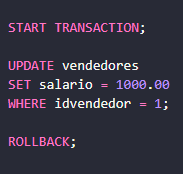 START TRANSACTION;
UPDATE vendedores
SET salario = 1000.00
WHERE idvendedor = 1;
ROLLBACK;